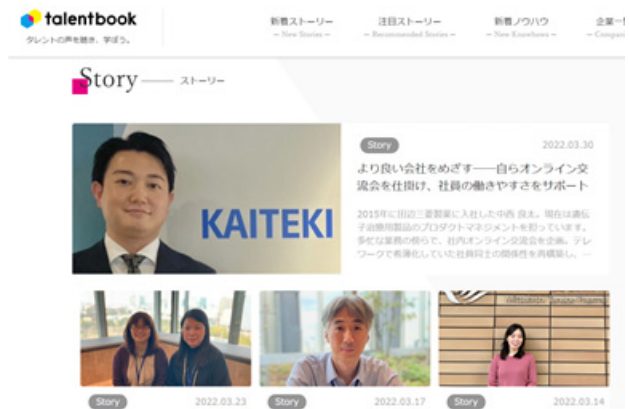 talentbook
タレントの声を聴き、学ぼう。
新着ストーリー
— New Stories —
注目ストーリー
— Recommended Stories —
新着ノウハウ
— New Knowhows —
企業一
Story
ストーリー
KAITEKI
Story
2022.03.30
より良い会社をめざす——自らオンライン交
流会を仕掛け、社員の働きやすさをサポート
2015年に田辺三菱製薬に入社した中西 良太。現在は遺伝
子治療用製品のプロダクトマネジメントを担っています。
多忙な業務の傍らで、社内オンライン交流会を企画。テレ
ワークで希薄化していた社員同士の関係性を再構築し、…
Story
2022.03.23
Story
2022.03.17
Story
2022.03.14